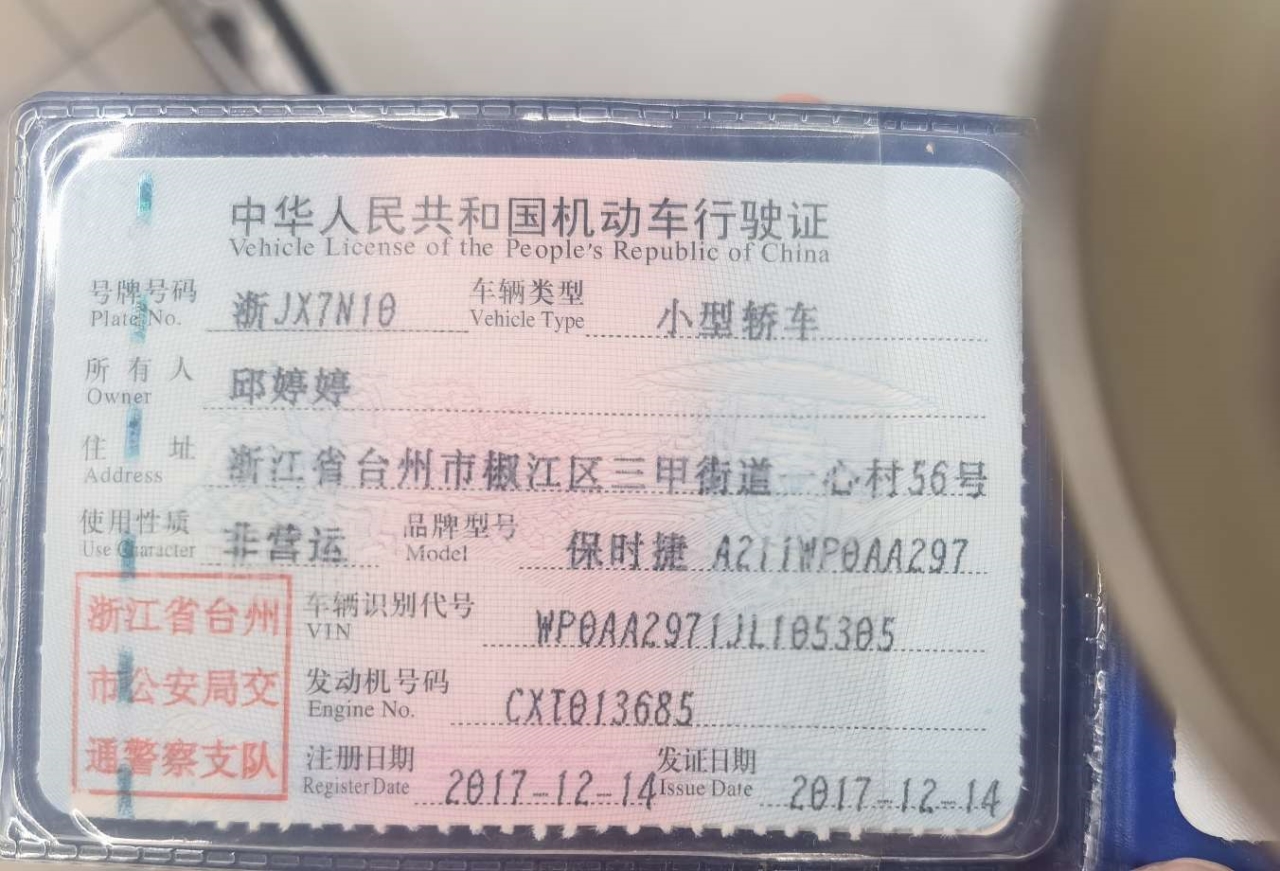 中华人民共和国机动车行驶证
Vehicle License of the People's Republic of China
号牌号码 浙JX7N10 车辆类型 小型轿车
Plate No. Vehicle Type
所有人 邱婷婷
Owner
住址 浙江省台州市椒江区三甲街道一心村56号
Address
使用性质 非营运 品牌型号 保时捷 A211WP0AA297
Use Character Model
浙江省台州
市公安局交
通警察支队
车辆识别代号 WP0AA2971JL105305
VIN
发动机号码 CXT013685
Engine No.
注册日期 2017-12-14 发证日期 2017-12-14
Register Date Issue Date